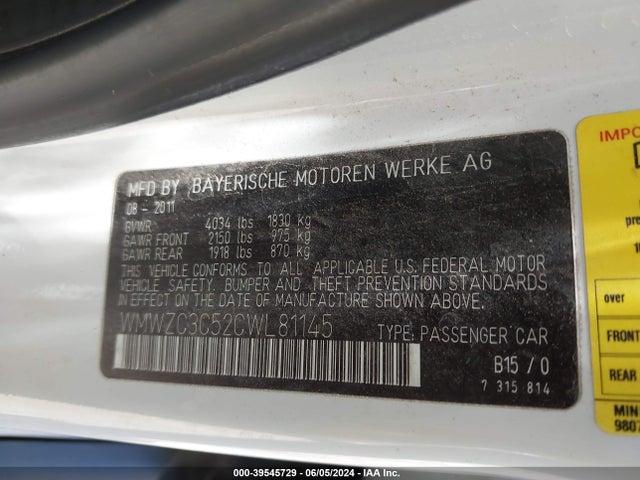 MFD BY BAYERISCHE MOTOREN WERKE AG
08 - 2011
GVWR 4034 lbs 1830 kg
GAWR FRONT 2150 lbs 975 kg
GAWR REAR 1918 lbs 870 kg
THIS VEHICLE CONFORMS TO ALL APPLICABLE U.S. FEDERAL MOTOR
VEHICLE SAFETY, BUMPER AND THEFT PREVENTION STANDARDS
IN EFFECT ON THE DATE OF MANUFACTURE SHOWN ABOVE.
WMWZC3C52CWL81145 TYPE: PASSENGER CAR
B15 / 0
7 315 814
IMPO
pre
over
FRONT
REAR
MIN
9807
000-39545729 - 06/05/2024 - IAA Inc.